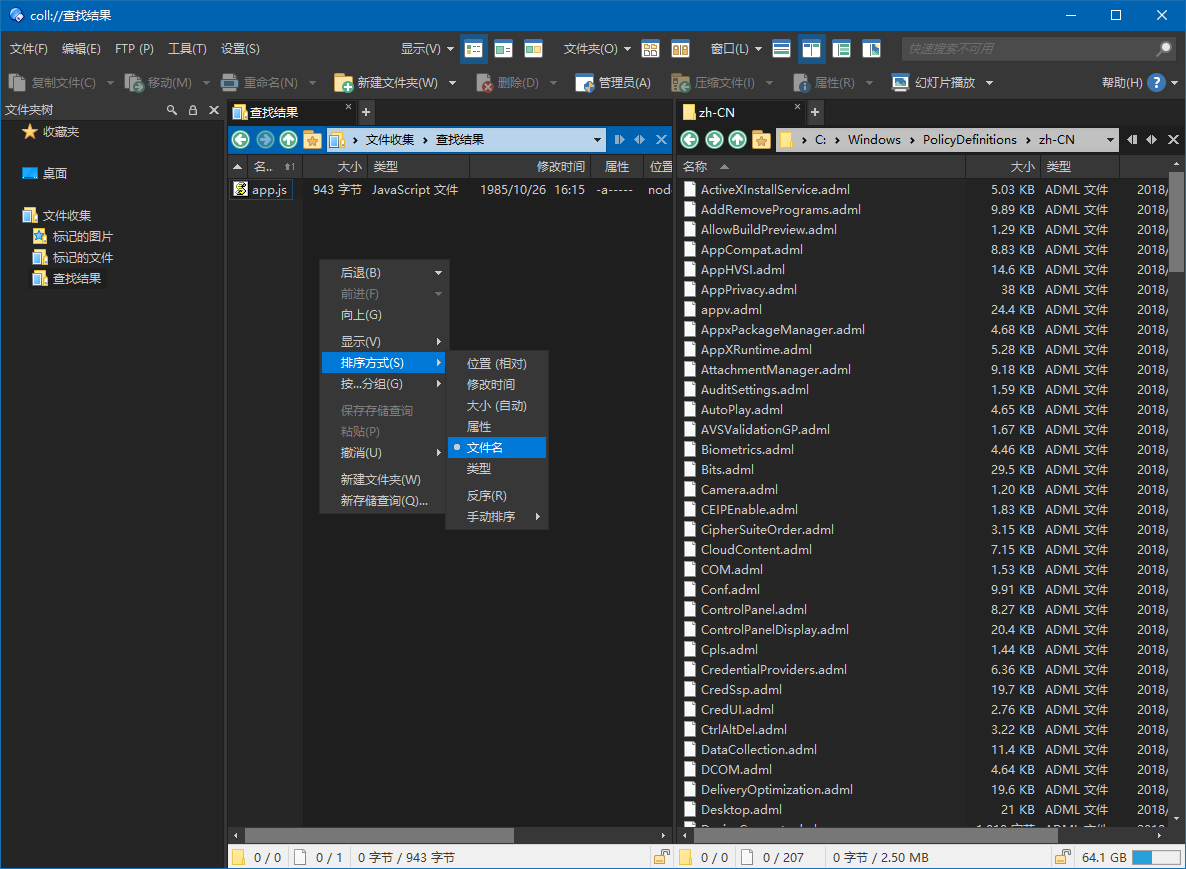 coll://查找结果
文件(F) 编辑(E) FTP (P) 工具(T) 设置(S) 显示(V) 文件夹(O) 窗口(L) 快速搜索不可用
复制文件(C) 移动(M) 重命名(N) 新建文件夹(W) 删除(D) 管理员(A) 压缩文件(I) 属性(R) 幻灯片播放 帮助(H)
文件夹树
收藏夹
桌面
文件收集
标记的图片
标记的文件
查找结果
查找结果
文件收集 查找结果
名.. 大小 类型 修改时间 属性 位置
app.js 943 字节 JavaScript 文件 1985/10/26 16:15 -a----- nod
后退(B)
前进(F)
向上(G)
显示(V)
排序方式(S)
按...分组(G)
保存存储查询
粘贴(P)
撤消(U)
新建文件夹(W)
新存储查询(Q)...
位置 (相对)
修改时间
大小 (自动)
属性
文件名
类型
反序(R)
手动排序
0 / 0 0 / 1 0 字节 / 943 字节
zh-CN
C: Windows PolicyDefinitions zh-CN
名称 大小 类型
ActiveXInstallService.adml 5.03 KB ADML 文件 2018/
AddRemovePrograms.adml 9.89 KB ADML 文件 2018/
AllowBuildPreview.adml 1.29 KB ADML 文件 2018/
AppCompat.adml 8.83 KB ADML 文件 2018/
AppHVSI.adml 14.6 KB ADML 文件 2018/
AppPrivacy.adml 38 KB ADML 文件 2018/
appv.adml 24.4 KB ADML 文件 2018/
AppxPackageManager.adml 4.68 KB ADML 文件 2018/
AppXRuntime.adml 5.28 KB ADML 文件 2018/
AttachmentManager.adml 9.18 KB ADML 文件 2018/
AuditSettings.adml 1.59 KB ADML 文件 2018/
AutoPlay.adml 4.65 KB ADML 文件 2018/
AVSValidationGP.adml 1.67 KB ADML 文件 2018/
Biometrics.adml 4.46 KB ADML 文件 2018/
Bits.adml 29.5 KB ADML 文件 2018/
Camera.adml 1.20 KB ADML 文件 2018/
CEIPEnable.adml 1.83 KB ADML 文件 2018/
CipherSuiteOrder.adml 3.15 KB ADML 文件 2018/
CloudContent.adml 7.15 KB ADML 文件 2018/
COM.adml 1.53 KB ADML 文件 2018/
Conf.adml 9.91 KB ADML 文件 2018/
ControlPanel.adml 8.27 KB ADML 文件 2018/
ControlPanelDisplay.adml 20.4 KB ADML 文件 2018/
Cpls.adml 1.44 KB ADML 文件 2018/
CredentialProviders.adml 6.36 KB ADML 文件 2018/
CredSsp.adml 19.7 KB ADML 文件 2018/
CredUI.adml 2.76 KB ADML 文件 2018/
CtrlAltDel.adml 3.22 KB ADML 文件 2018/
DataCollection.adml 11.4 KB ADML 文件 2018/
DCOM.adml 4.64 KB ADML 文件 2018/
DeliveryOptimization.adml 19.6 KB ADML 文件 2018/
Desktop.adml 21 KB ADML 文件 2018/
0 / 0 0 / 207 0 字节 / 2.50 MB 64.1 GB